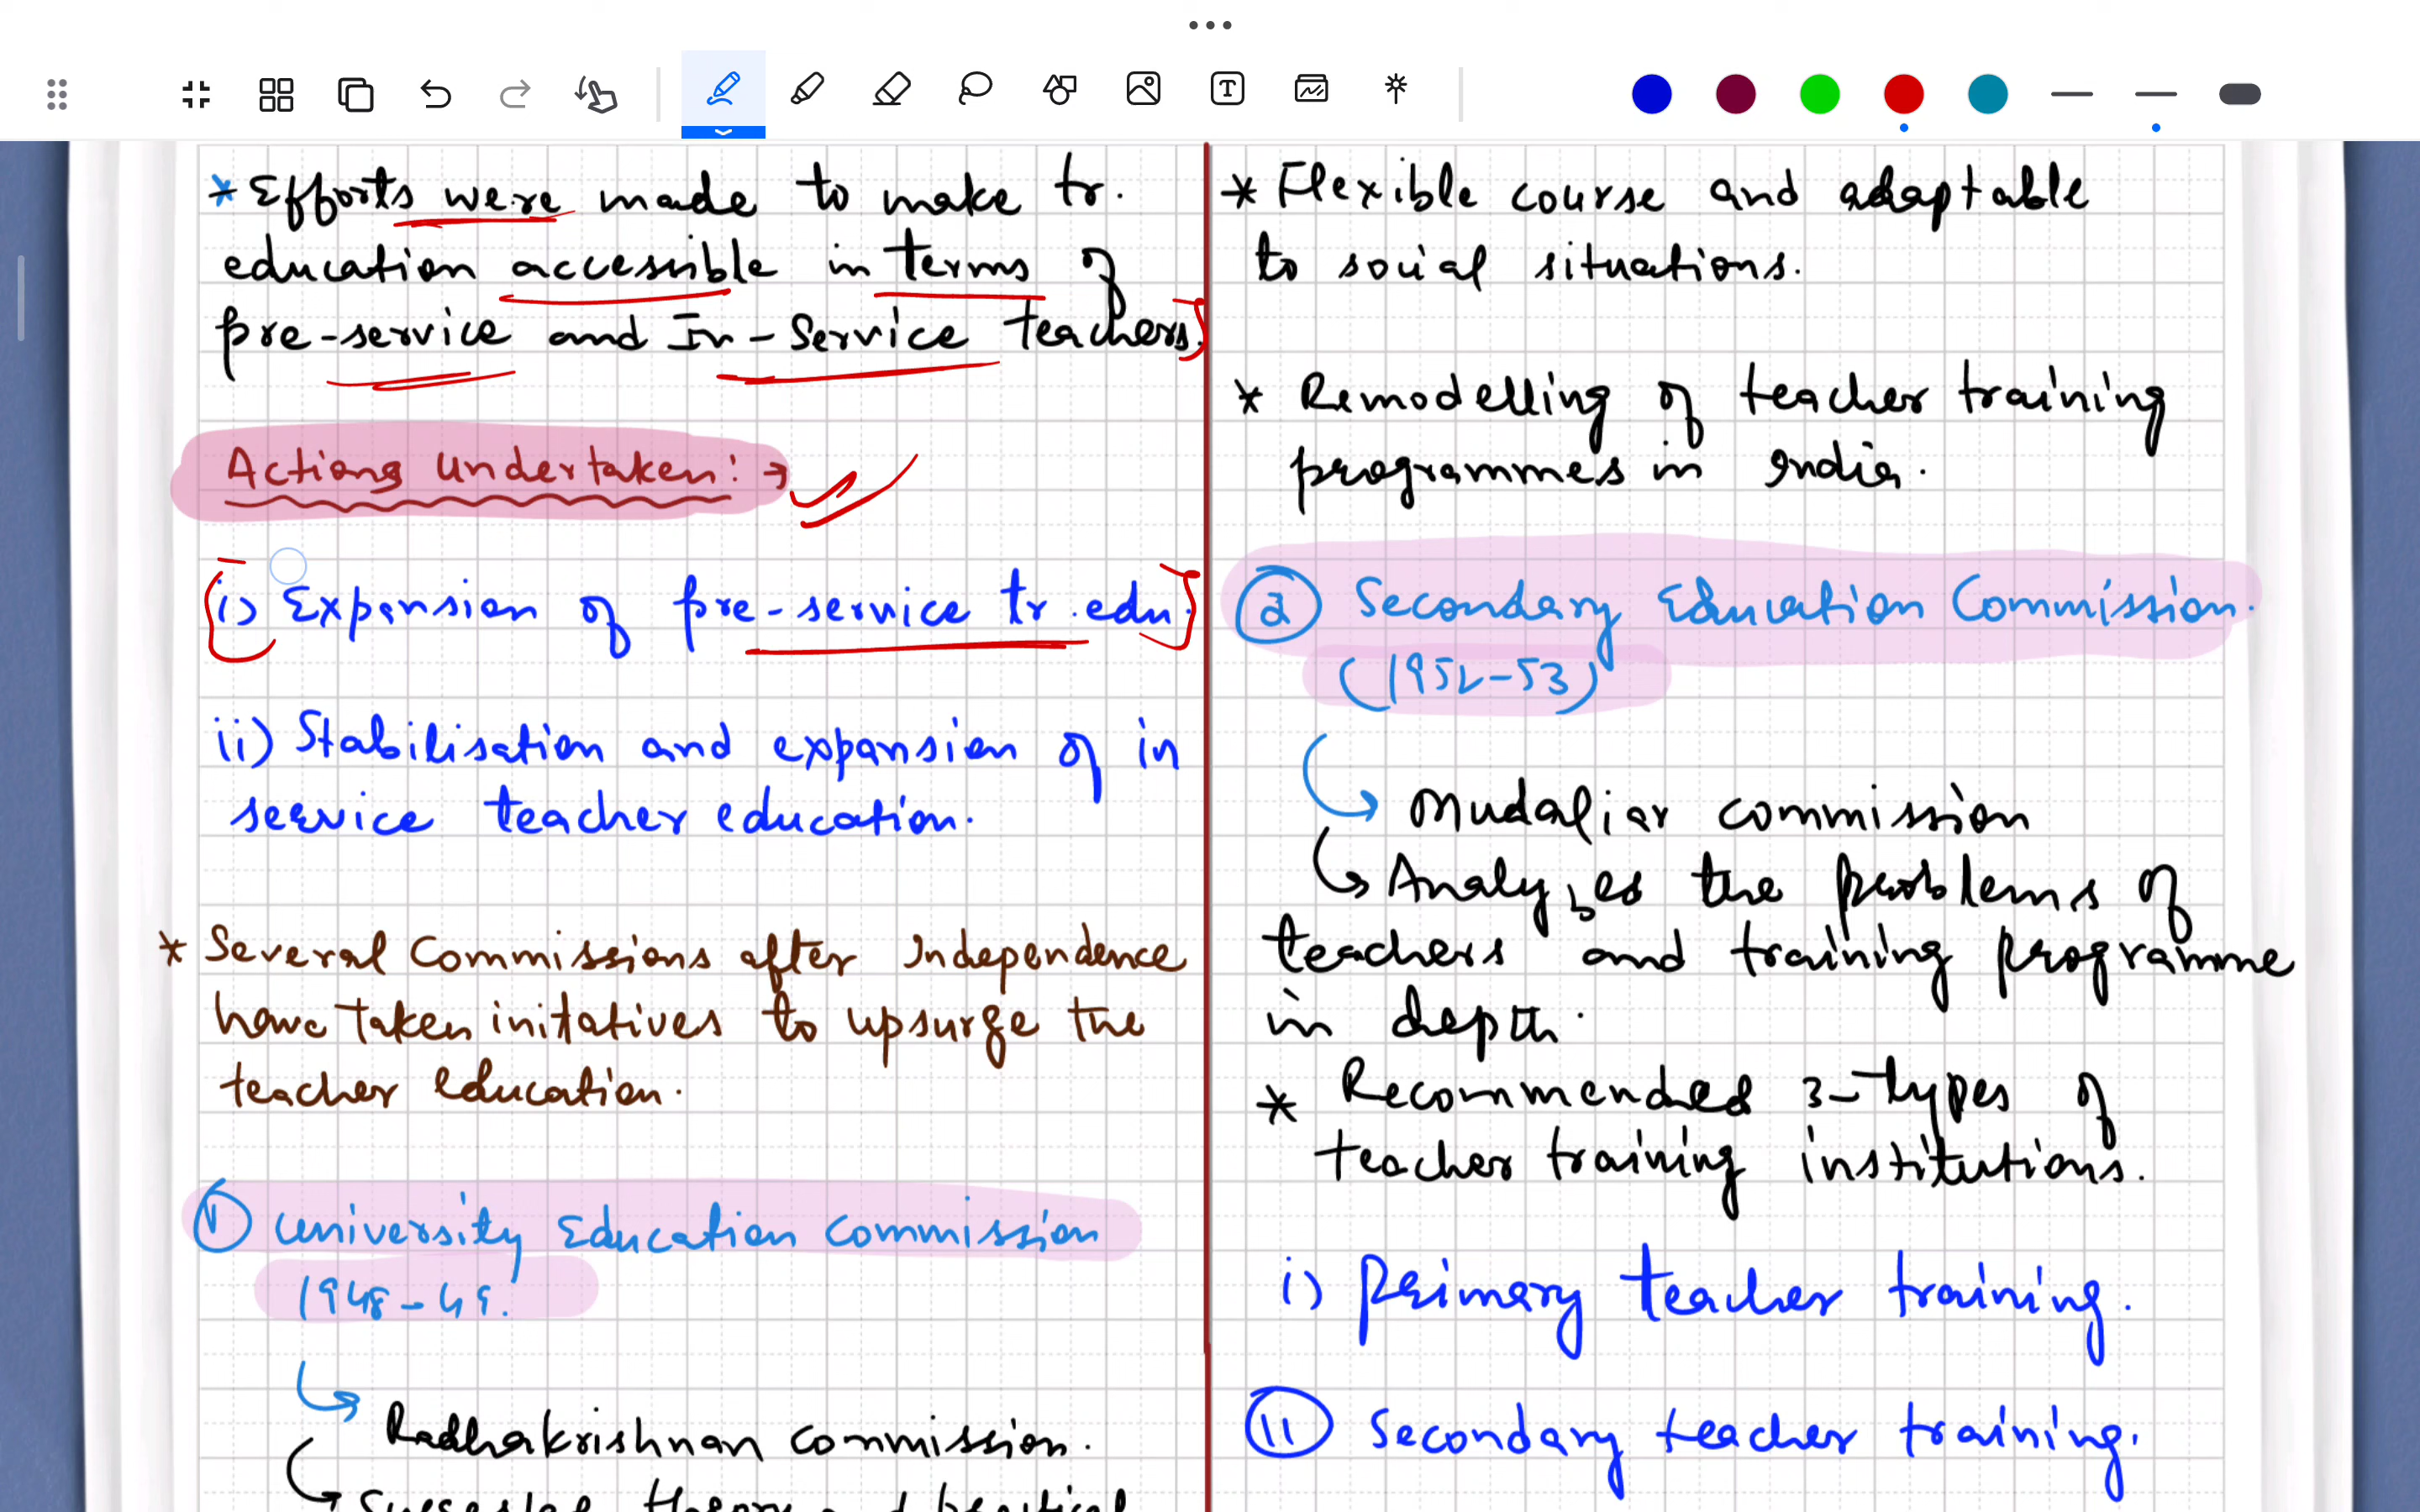 * Efforts were made to make tr.
education accessible in terms of
pre-service and In-Service teachers.
Actions undertaken: →
i) Expansion of pre-service tr. edu.
ii) Stabilisation and expansion of in
service teacher education.
* Several Commissions after Independence
have taken initatives to upsurge the
teacher education.
① University Education Commission
1948-49.
Radhakrishnan commission.
* Flexible course and adaptable
to social situations.
* Remodelling of teacher training
programmes in India.
② Secondary Education Commission.
(1952-53)
Mudaliar commission
Analyzed the problems of
teachers and training programme
in depth.
* Recommended 3-types of
teacher training institutions.
i) Primary teacher training.
ⓘⓘ Secondary teacher training.